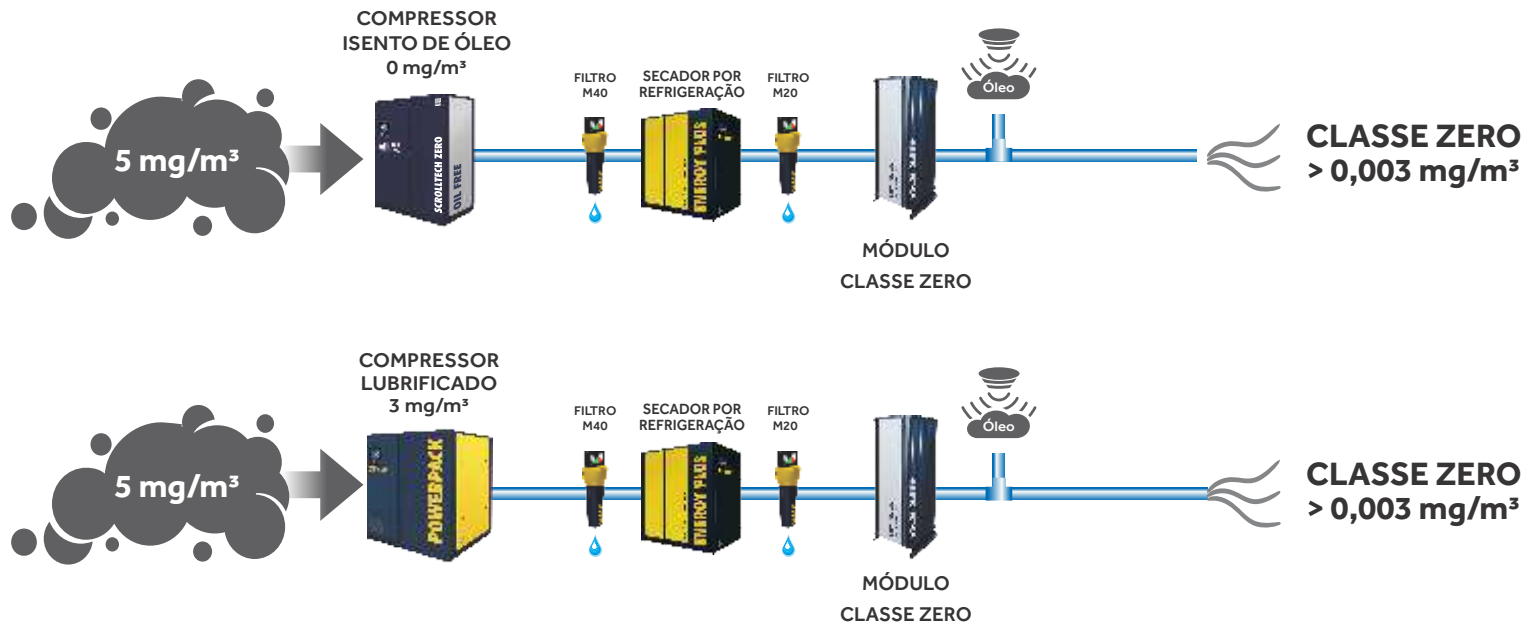 COMPRESSOR
ISENTO DE ÓLEO
0 mg/m³
5 mg/m³
SCROLLTECH ZERO
OIL FREE
FILTRO
M40
SECADOR POR
REFRIGERAÇÃO
ENERGY PLUS
FILTRO
M20
MÓDULO
CLASSE ZERO
Óleo
CLASSE ZERO
> 0,003 mg/m³
COMPRESSOR
LUBRIFICADO
3 mg/m³
5 mg/m³
POWERPACK
FILTRO
M40
SECADOR POR
REFRIGERAÇÃO
ENERGY PLUS
FILTRO
M20
MÓDULO
CLASSE ZERO
Óleo
CLASSE ZERO
> 0,003 mg/m³